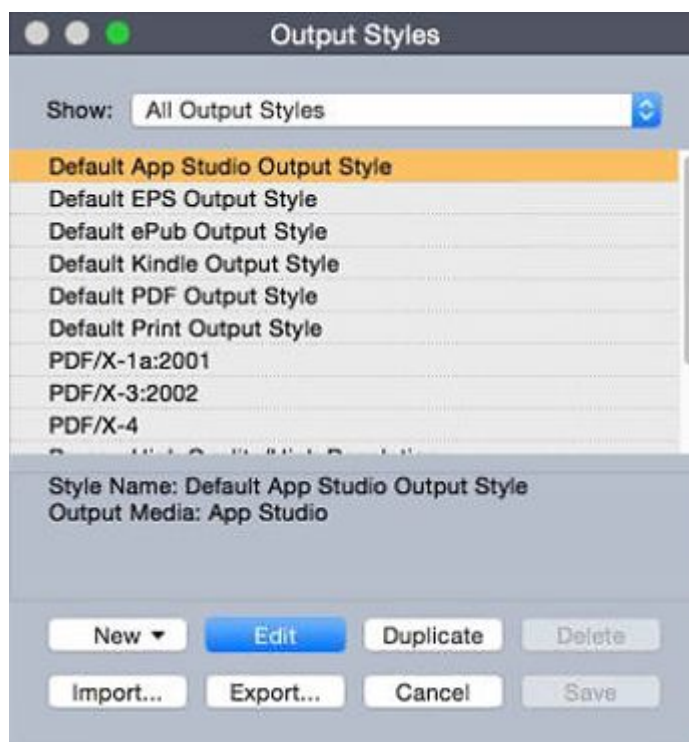 Output Styles
Show: All Output Styles
Default App Studio Output Style
Default EPS Output Style
Default ePub Output Style
Default Kindle Output Style
Default PDF Output Style
Default Print Output Style
PDF/X-1a:2001
PDF/X-3:2002
PDF/X-4
Style Name: Default App Studio Output Style
Output Media: App Studio
New Edit Duplicate Delete
Import... Export... Cancel Save